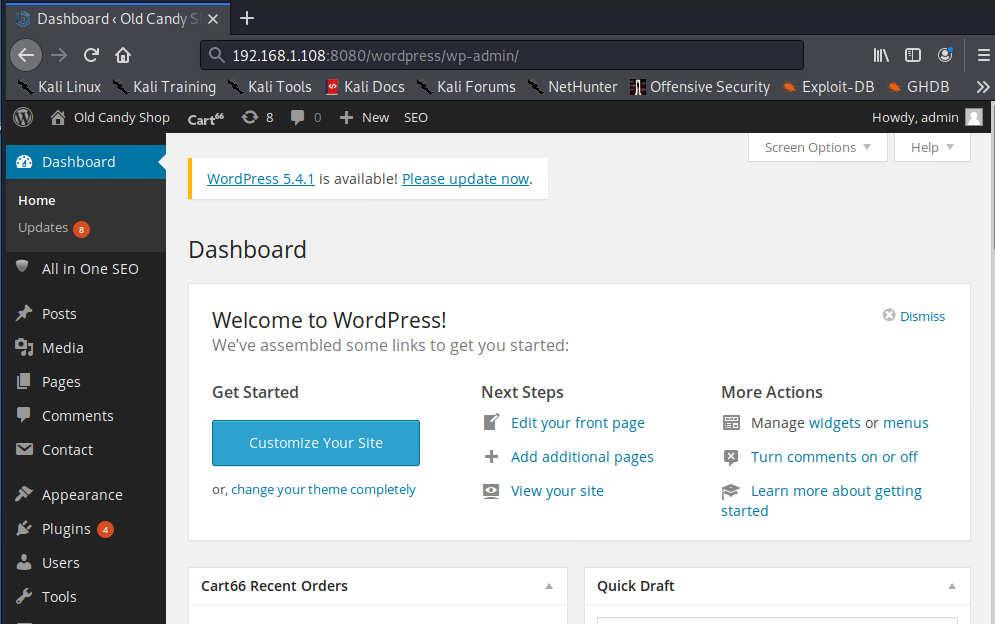 Dashboard ‹ Old Candy S
192.168.1.108:8080/wordpress/wp-admin/
Kali Linux Kali Training Kali Tools Kali Docs Kali Forums NetHunter Offensive Security Exploit-DB GHDB
Old Candy Shop Cart66 8 0 New SEO Howdy, admin
Screen Options Help
Dashboard
Home
Updates 8
All in One SEO
Posts
Media
Pages
Comments
Contact
Appearance
Plugins 4
Users
Tools
WordPress 5.4.1 is available! Please update now.
Dashboard
Welcome to WordPress!
Dismiss
We've assembled some links to get you started:
Get Started
Customize Your Site
or, change your theme completely
Next Steps
Edit your front page
Add additional pages
View your site
More Actions
Manage widgets or menus
Turn comments on or off
Learn more about getting
started
Cart66 Recent Orders
Quick Draft